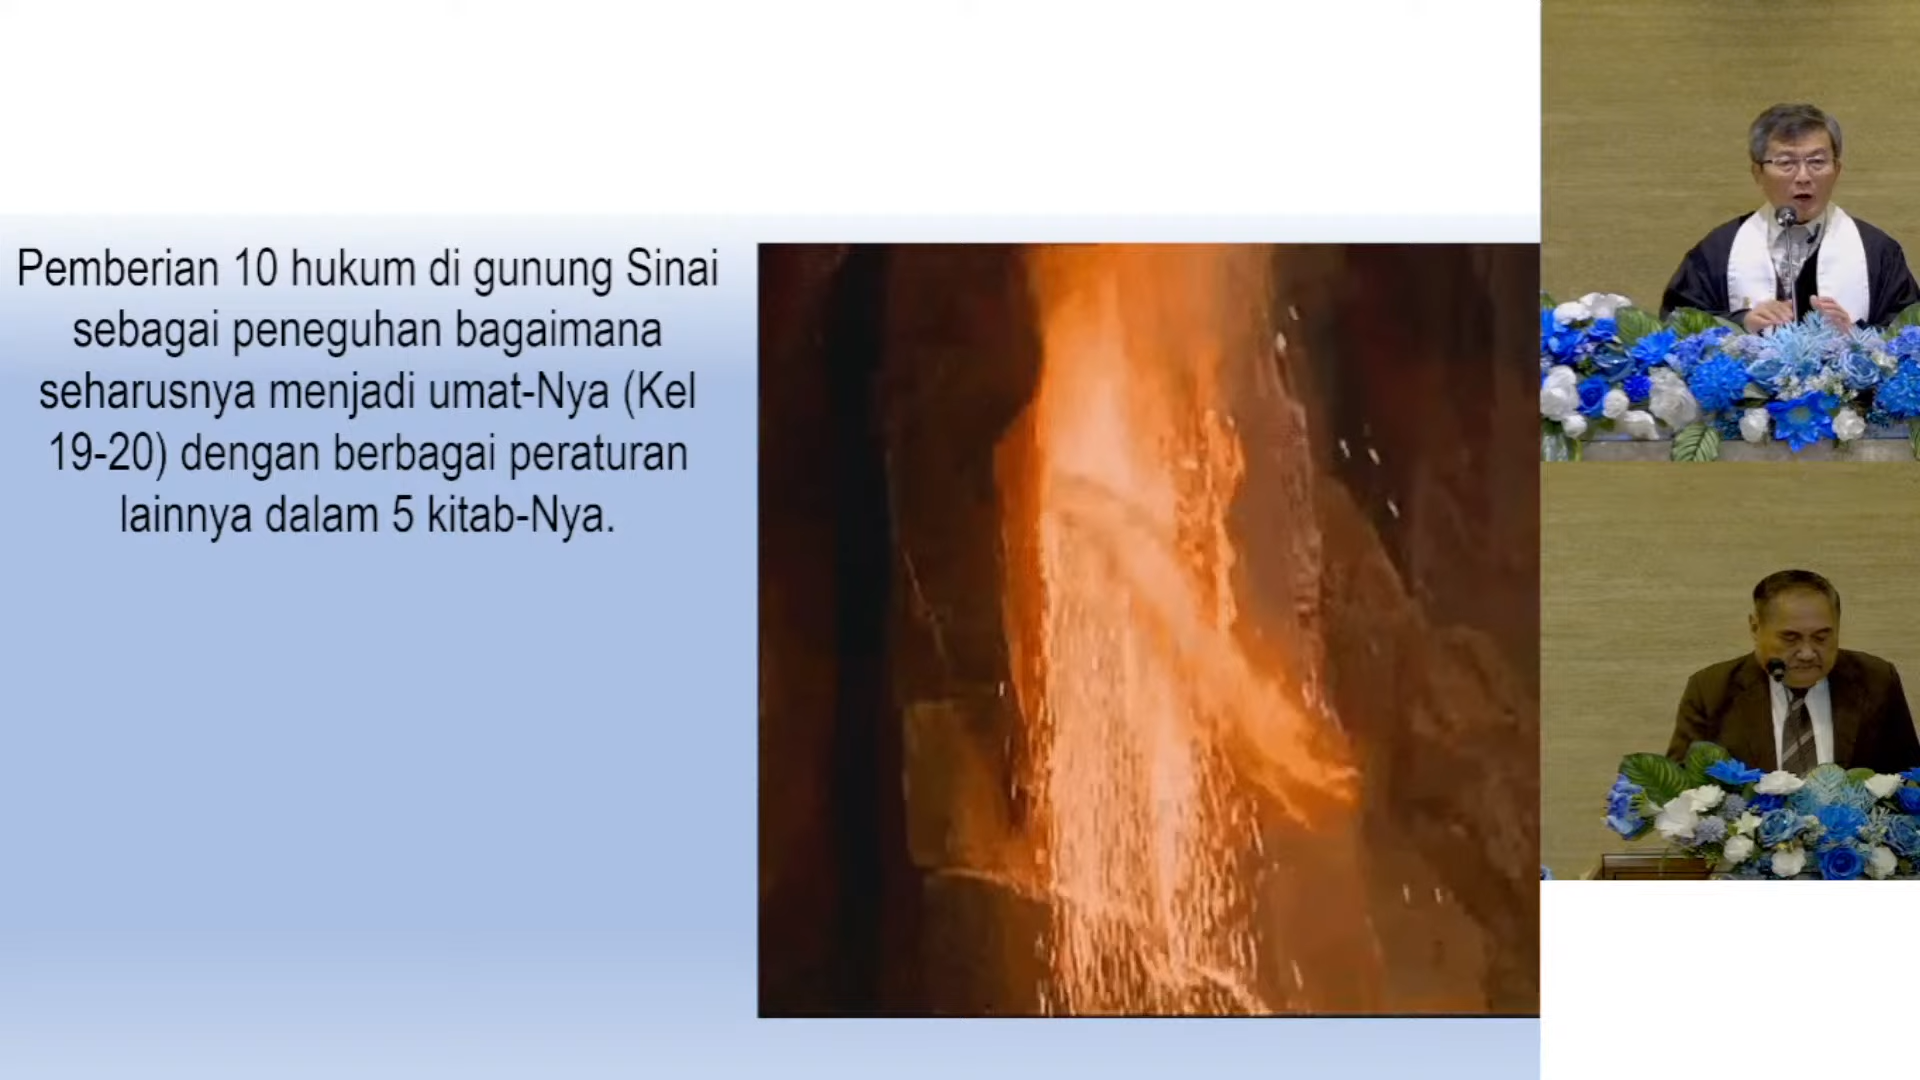 Pemberian 10 hukum di gunung Sinai
sebagai peneguhan bagaimana
seharusnya menjadi umat-Nya (Kel
19-20) dengan berbagai peraturan
lainnya dalam 5 kitab-Nya.